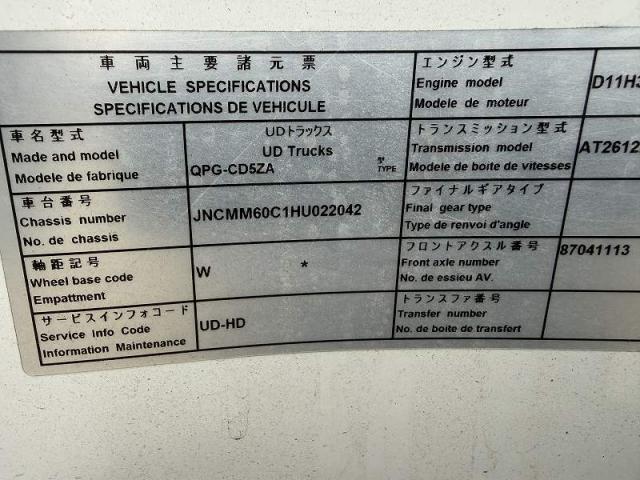 車両主要諸元票
VEHICLE SPECIFICATIONS
SPECIFICATIONS DE VEHICULE
車名型式
Made and model
Modele de fabrique
UDトラックス
UD Trucks
QPG-CD5ZA
型
TYPE
車台番号
Chassis number
No. de chassis
JNCMM60C1HU022042
軸距記号
Wheel base code
Empattment
W *
サービスインフォコード
Service Info Code
Information Maintenance
UD-HD
エンジン型式
Engine model
Modele de moteur
D11H3
トランスミッション型式
Transmission model
Modele de boite de vitesses
AT2612
ファイナルギアタイプ
Final gear type
Type de renvoi d'angle
フロントアクスル番号
Front axle number
No. de essieu AV.
87041113
トランスファ番号
Transfer number
No. de boite de transfert